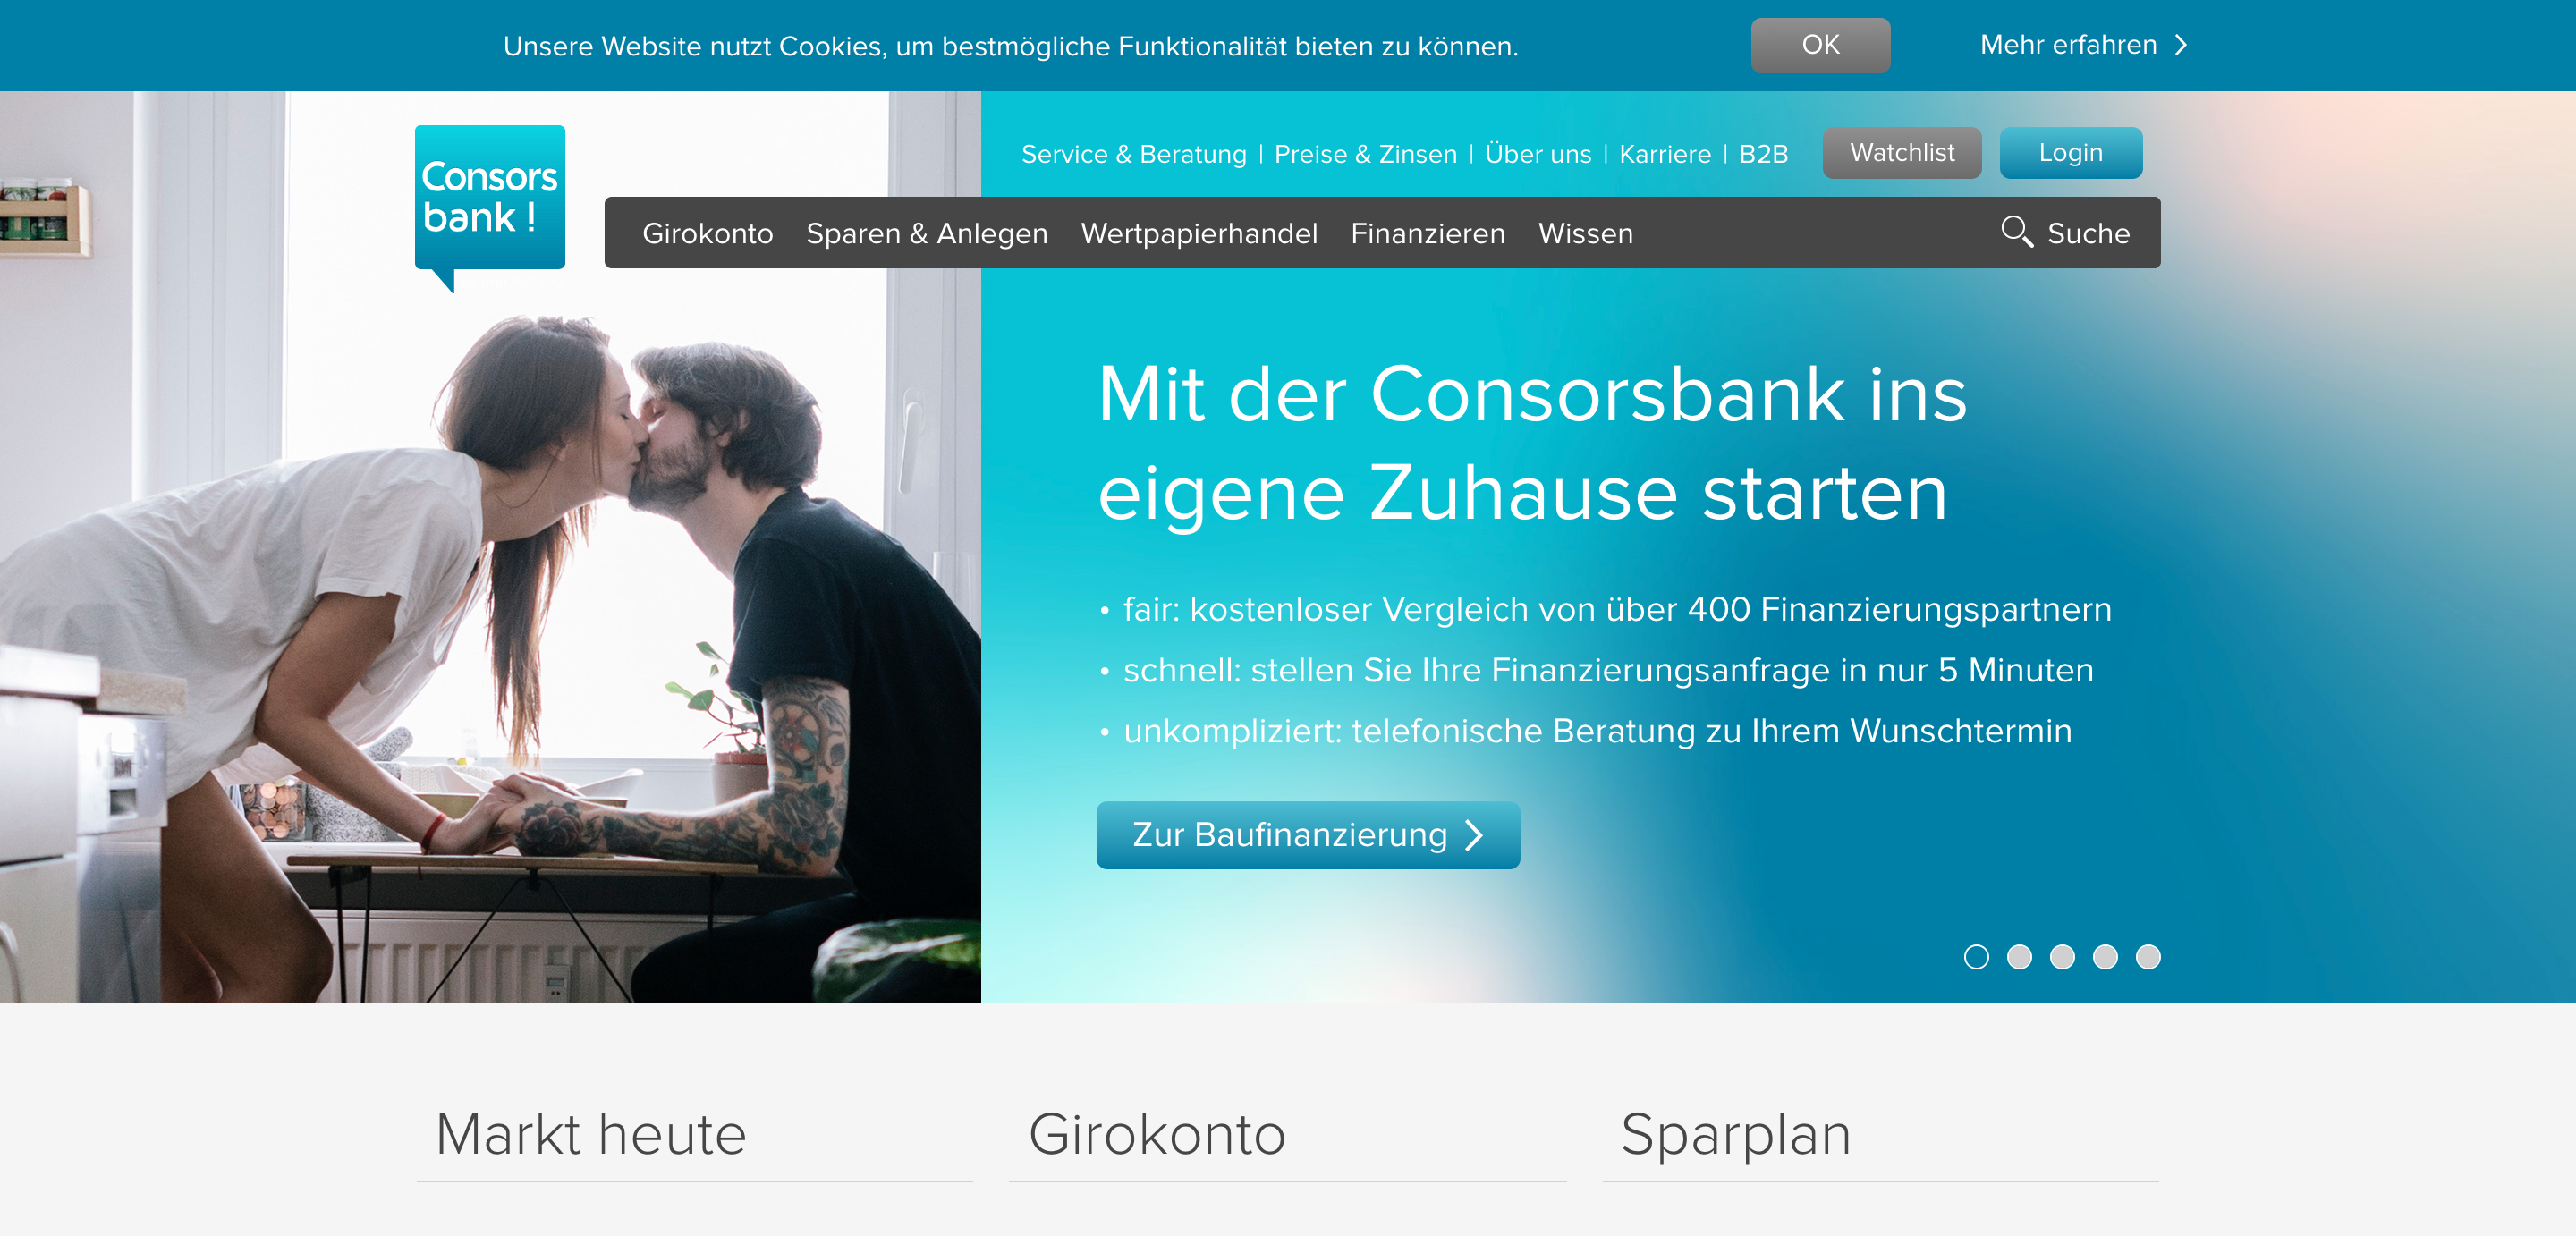 Unsere Website nutzt Cookies, um bestmögliche Funktionalität bieten zu können.
OK
Mehr erfahren
Consors
bank !
Service & Beratung | Preise & Zinsen | Über uns | Karriere | B2B
Watchlist
Login
Girokonto
Sparen & Anlegen
Wertpapierhandel
Finanzieren
Wissen
Suche
Mit der Consorsbank ins
eigene Zuhause starten
• fair: kostenloser Vergleich von über 400 Finanzierungspartnern
• schnell: stellen Sie Ihre Finanzierungsanfrage in nur 5 Minuten
• unkompliziert: telefonische Beratung zu Ihrem Wunschtermin
Zur Baufinanzierung
Markt heute
Girokonto
Sparplan